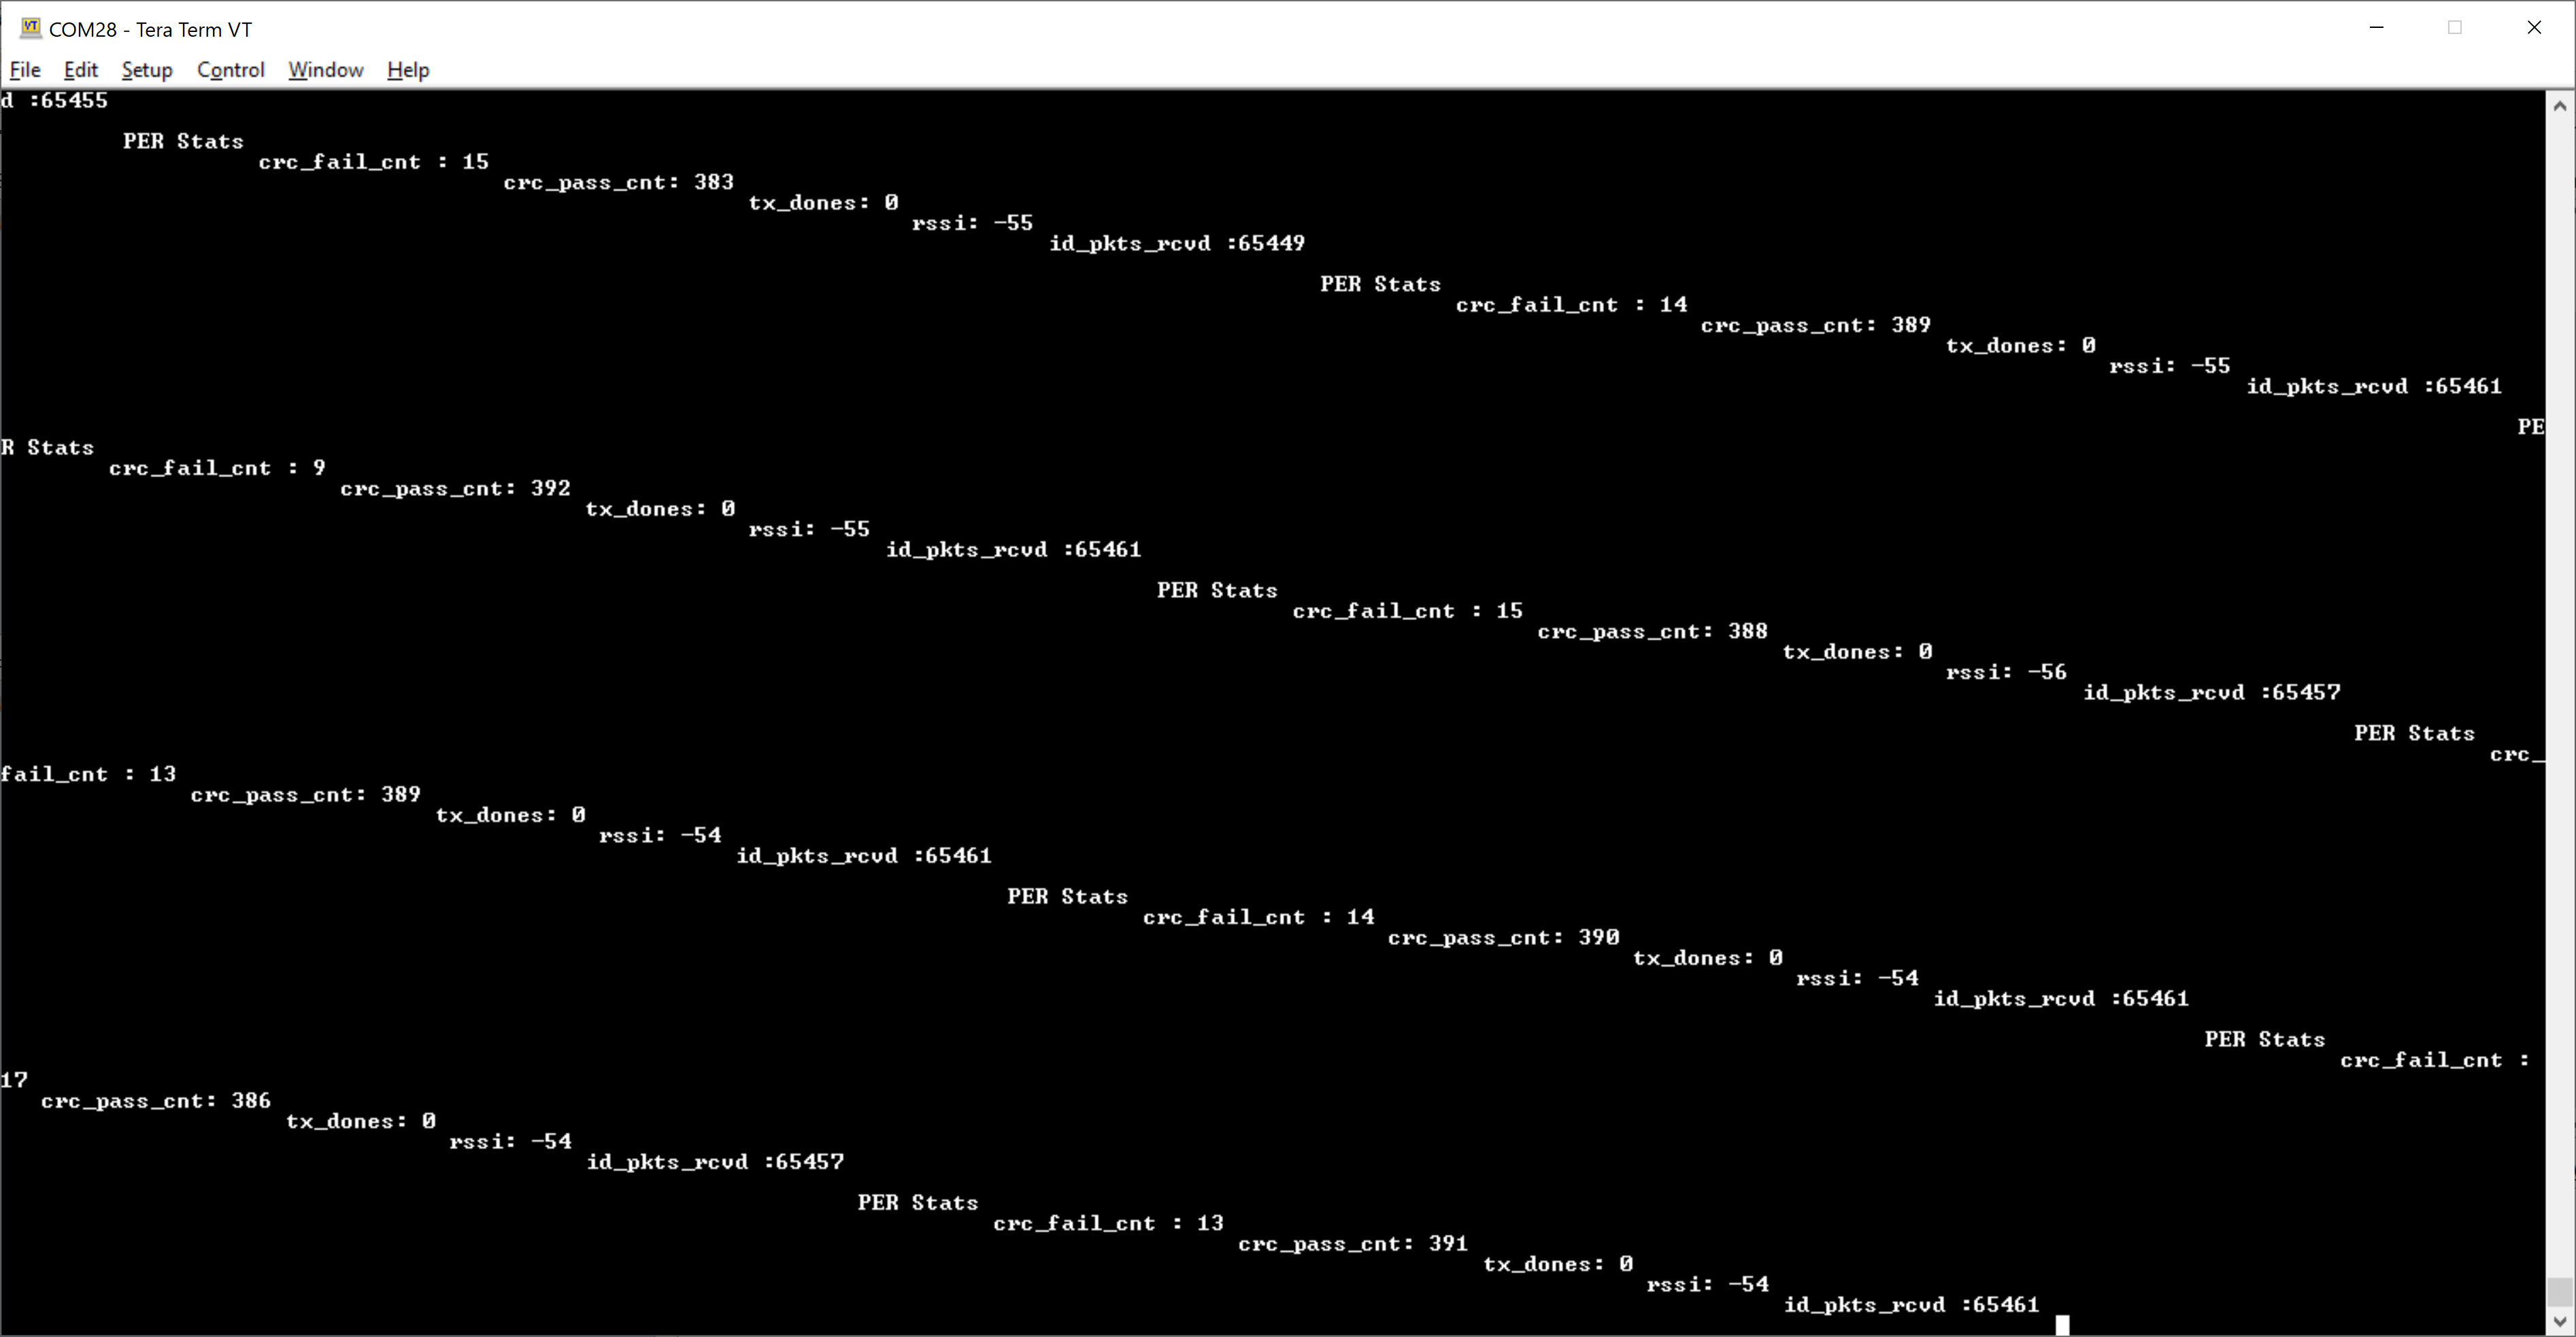 COM28 - Tera Term VT
File Edit Setup Control Window Help
d :65455
PER Stats
crc_fail_cnt : 15
crc_pass_cnt: 383
tx_dones: 0
rssi: -55
id_pkts_rcvd :65449
PER Stats
crc_fail_cnt : 14
crc_pass_cnt: 389
tx_dones: 0
rssi: -55
id_pkts_rcvd :65461
PE
R Stats
crc_fail_cnt : 9
crc_pass_cnt: 392
tx_dones: 0
rssi: -55
id_pkts_rcvd :65461
PER Stats
crc_fail_cnt : 15
crc_pass_cnt: 388
tx_dones: 0
rssi: -56
id_pkts_rcvd :65457
PER Stats
crc_
fail_cnt : 13
crc_pass_cnt: 389
tx_dones: 0
rssi: -54
id_pkts_rcvd :65461
PER Stats
crc_fail_cnt : 14
crc_pass_cnt: 390
tx_dones: 0
rssi: -54
id_pkts_rcvd :65461
PER Stats
crc_fail_cnt :
17
crc_pass_cnt: 386
tx_dones: 0
rssi: -54
id_pkts_rcvd :65457
PER Stats
crc_fail_cnt : 13
crc_pass_cnt: 391
tx_dones: 0
rssi: -54
id_pkts_rcvd :65461